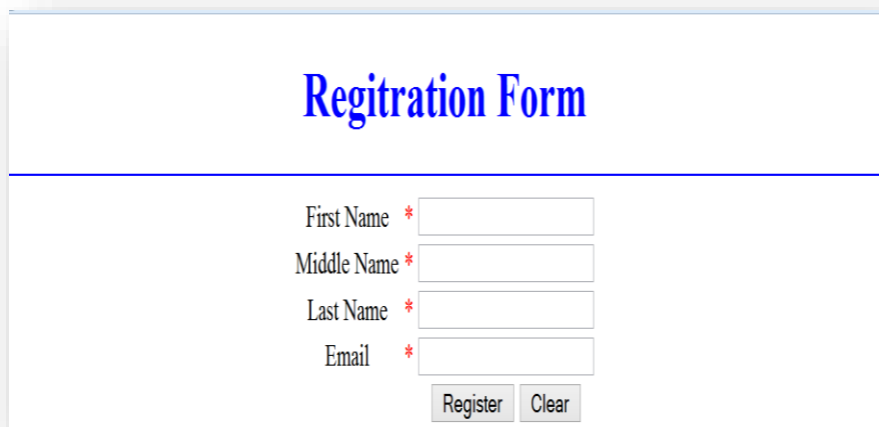 Regitration Form
First Name *
Middle Name *
Last Name *
Email *
Register Clear